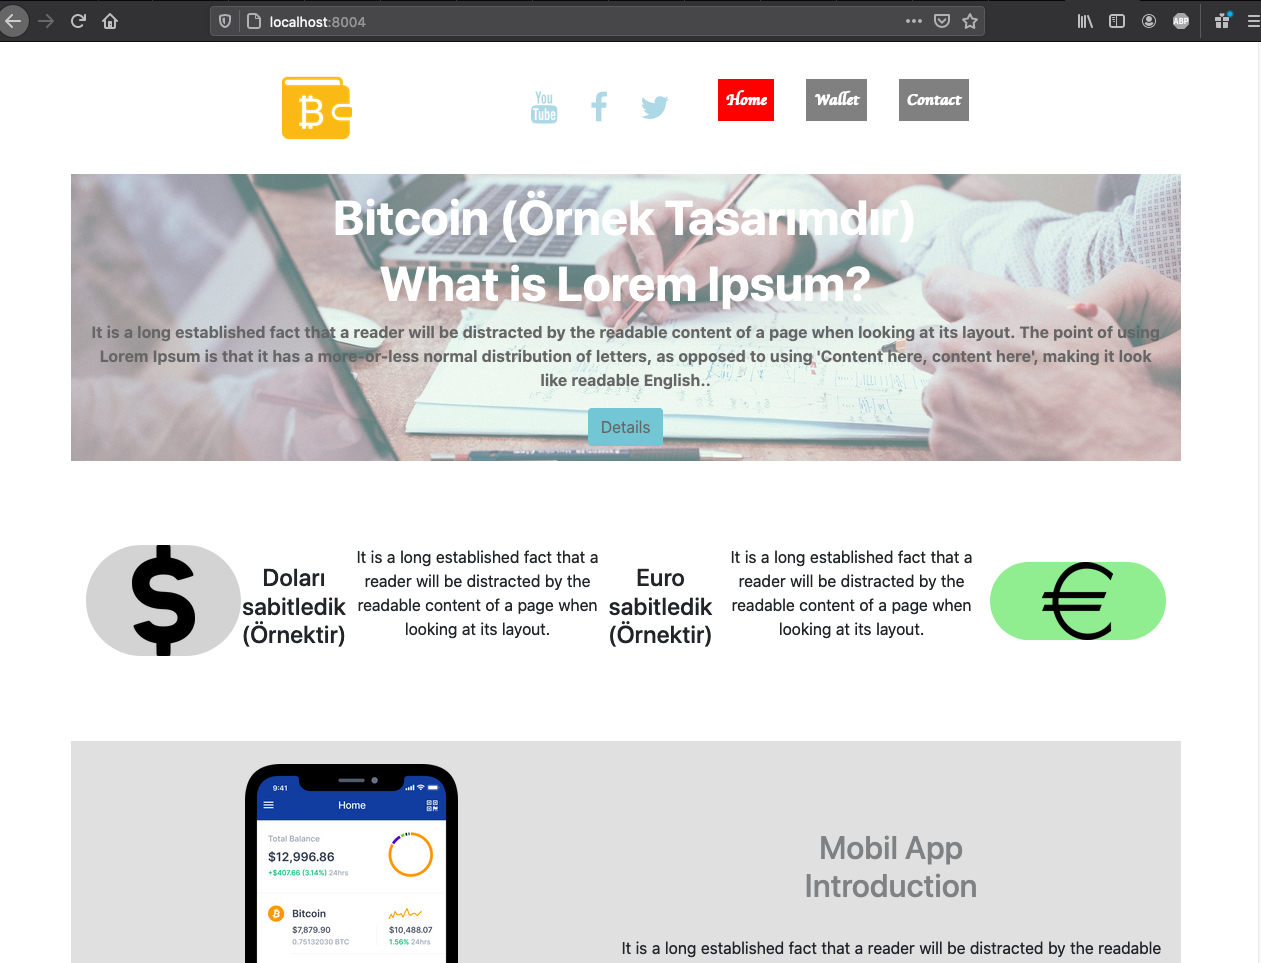 localhost:8004
ABP
You
Tube
Home
Wallet
Contact
Bitcoin (Örnek Tasarımdır)
What is Lorem Ipsum?
It is a long established fact that a reader will be distracted by the readable content of a page when looking at its layout. The point of using
Lorem Ipsum is that it has a more-or-less normal distribution of letters, as opposed to using 'Content here, content here', making it look
like readable English..
Details
Doları
sabitledik
(Örnektir)
It is a long established fact that a
reader will be distracted by the
readable content of a page when
looking at its layout.
Euro
sabitledik
(Örnektir)
It is a long established fact that a
reader will be distracted by the
readable content of a page when
looking at its layout.
$
€
9:41
Home
Total Balance
$12,996.86
+$407.66 (3.14%) 24hrs
Bitcoin
$7,879.90
0.75132030 BTC
$10,488.07
1.56% 24hrs
Mobil App
Introduction
It is a long established fact that a reader will be distracted by the readable